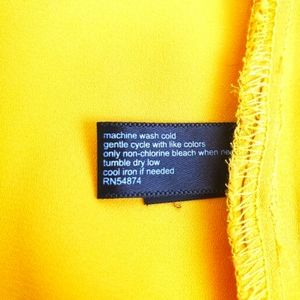 machine wash cold
gentle cycle with like colors
only non-chlorine bleach when
tumble dry low
cool iron if needed
RN54874